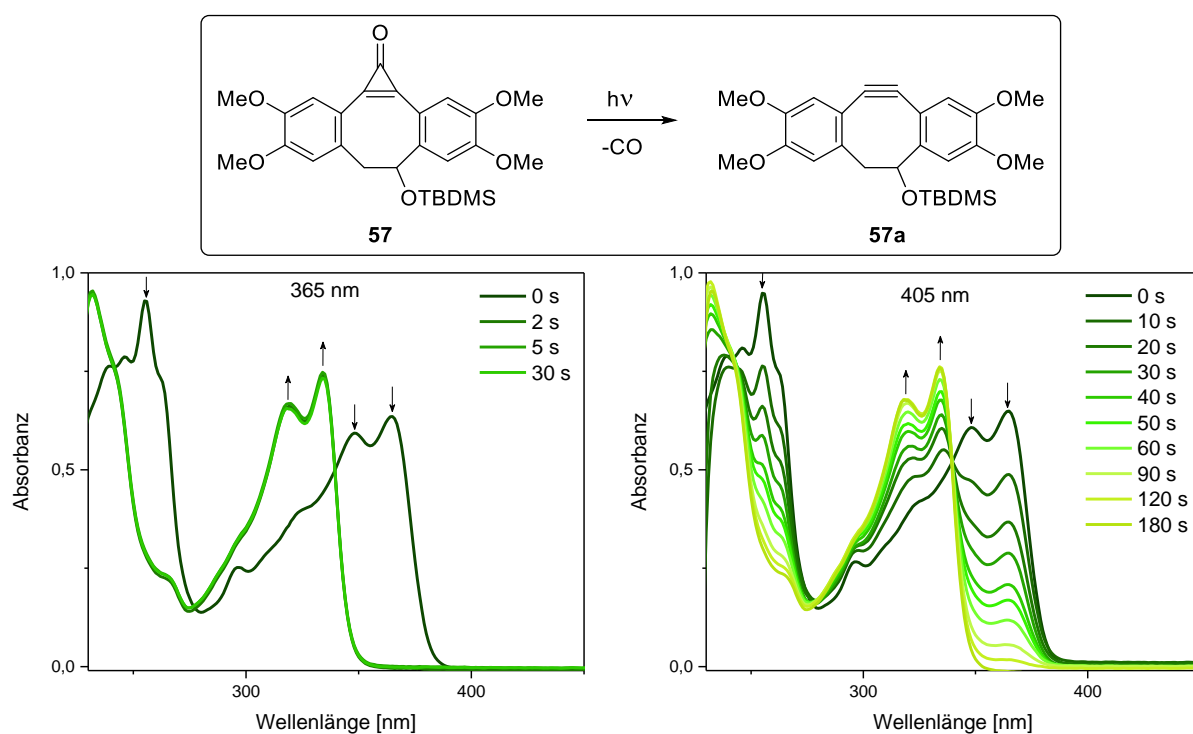 O
MeO
MeO
OMe
OMe
OTBDMS
57
hν
-CO
MeO
MeO
OMe
OMe
OTBDMS
57a
365 nm
0 s
2 s
5 s
30 s
1,0
0,5
0,0
Absorbanz
300
400
Wellenlänge [nm]
405 nm
0 s
10 s
20 s
30 s
40 s
50 s
60 s
90 s
120 s
180 s
1,0
0,5
0,0
Absorbanz
300
400
Wellenlänge [nm]